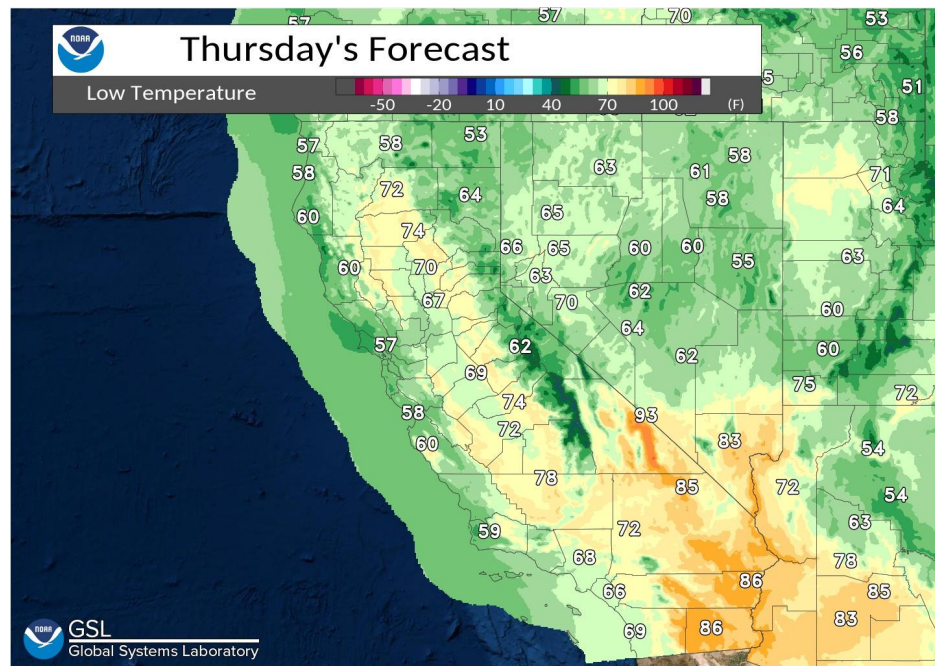 57 57 70 53
NOAA
Thursday's Forecast
56
Low Temperature
-50 -20 10 40 70 100 (F)
51
58
57 58 53 63 61 58
58 72 64 58 71
60 74 65 64
66 65 60 60
60 70 63 55 63
67 70 62 60
57 62 64 62 60
69 75 72
58 74 93
60 72 83 54
78 85 72 54
59 72 63
68 78
66 86 85
69 86 83
NOAA
GSL
Global Systems Laboratory